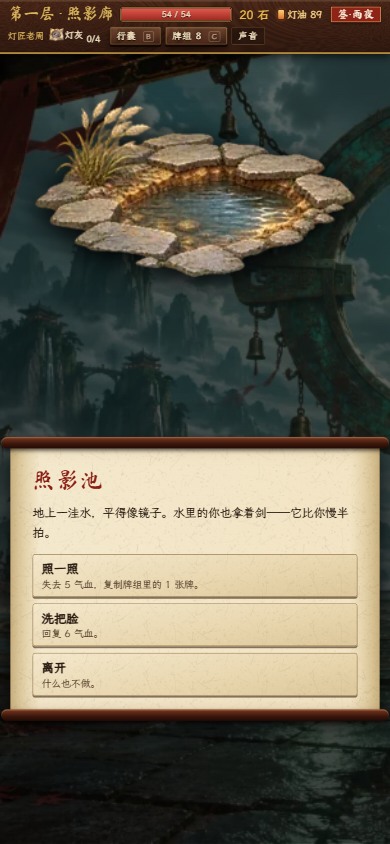 第一层·照影廊 54 / 54 20 石 灯油 89 签·雨夜
灯匠老周 灯灰 0/4 行囊 B 牌组 8 C 声音
照影池
地上一洼水，平得像镜子。水里的你也拿着剑——它比你慢半
拍。
照一照
失去 5 气血，复制牌组里的 1 张牌。
洗把脸
回复 6 气血。
离开
什么也不做。